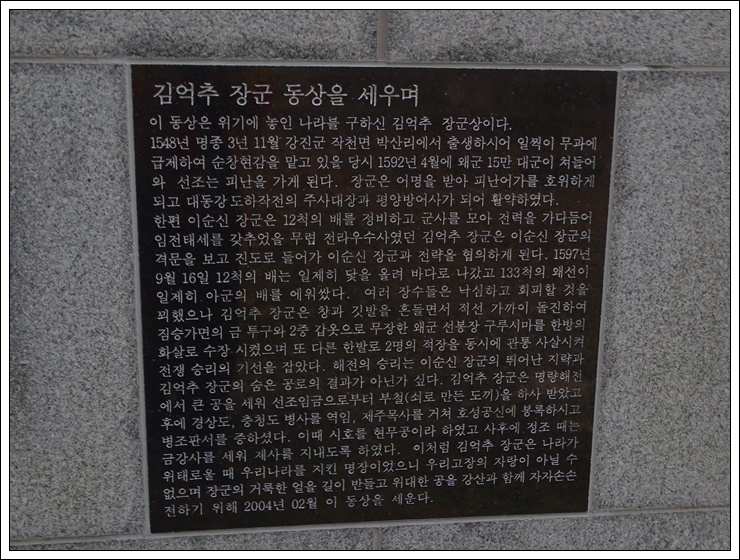 김억추 장군 동상을 세우며
이 동상은 위기에 놓인 나라를 구하신 김억추 장군상이다.
1548년 명종 3년 11월 강진군 작천면 박산리에서 출생하시어 일찍이 무과에
급제하여 순창현감을 맡고 있을 당시 1592년 4월에 왜군 15만 대군이 쳐들어
와 선조는 피난을 가게 된다. 장군은 어명을 받아 피난어가를 호위하게
되고 대동강 도하작전의 주사대장과 평양방어사가 되어 활약하였다.
한편 이순신 장군은 12척의 배를 정비하고 군사를 모아 전력을 가다듬어
임전태세를 갖추었을 무렵 전라우수사였던 김억추 장군은 이순신 장군의
격문을 보고 진도로 들어가 이순신 장군과 전략을 협의하게 된다. 1597년
9월 16일 12척의 배는 일제히 닻을 올려 바다로 나갔고 133척의 왜선이
일제히 아군의 배를 에워쌌다. 여러 장수들은 낙심하고 회피할 것을
꾀했으나 김억추 장군은 창과 깃발을 흔들면서 적선 가까이 돌진하여
짐승가면의 금 투구와 2중 갑옷으로 무장한 왜군 선봉장 구루시마를 한방의
화살로 수장 시켰으며 또 다른 한발로 2명의 적장을 동시에 관통 사살시켜
전쟁 승리의 기선을 잡았다. 해전의 승리는 이순신 장군의 뛰어난 지략과
김억추 장군의 숨은 공로의 결과가 아닌가 싶다. 김억추 장군은 명량해전
에서 큰 공을 세워 선조임금으로부터 부철(쇠로 만든 도끼)을 하사 받았고
후에 경상도, 충청도 병사를 역임, 제주목사를 거쳐 호성공신에 봉록하시고
병조판서를 증하셨다. 이때 시호를 현무공이라 하였고 사후에 정조 때는
금강사를 세워 제사를 지내도록 하였다. 이처럼 김억추 장군은 나라가
위태로울 때 우리나라를 지킨 명장이었으니 우리고장의 자랑이 아닐 수
없으며 장군의 거룩한 얼을 길이 받들고 위대한 공을 강산과 함께 자자손손
전하기 위해 2004년 02월 이 동상을 세운다.